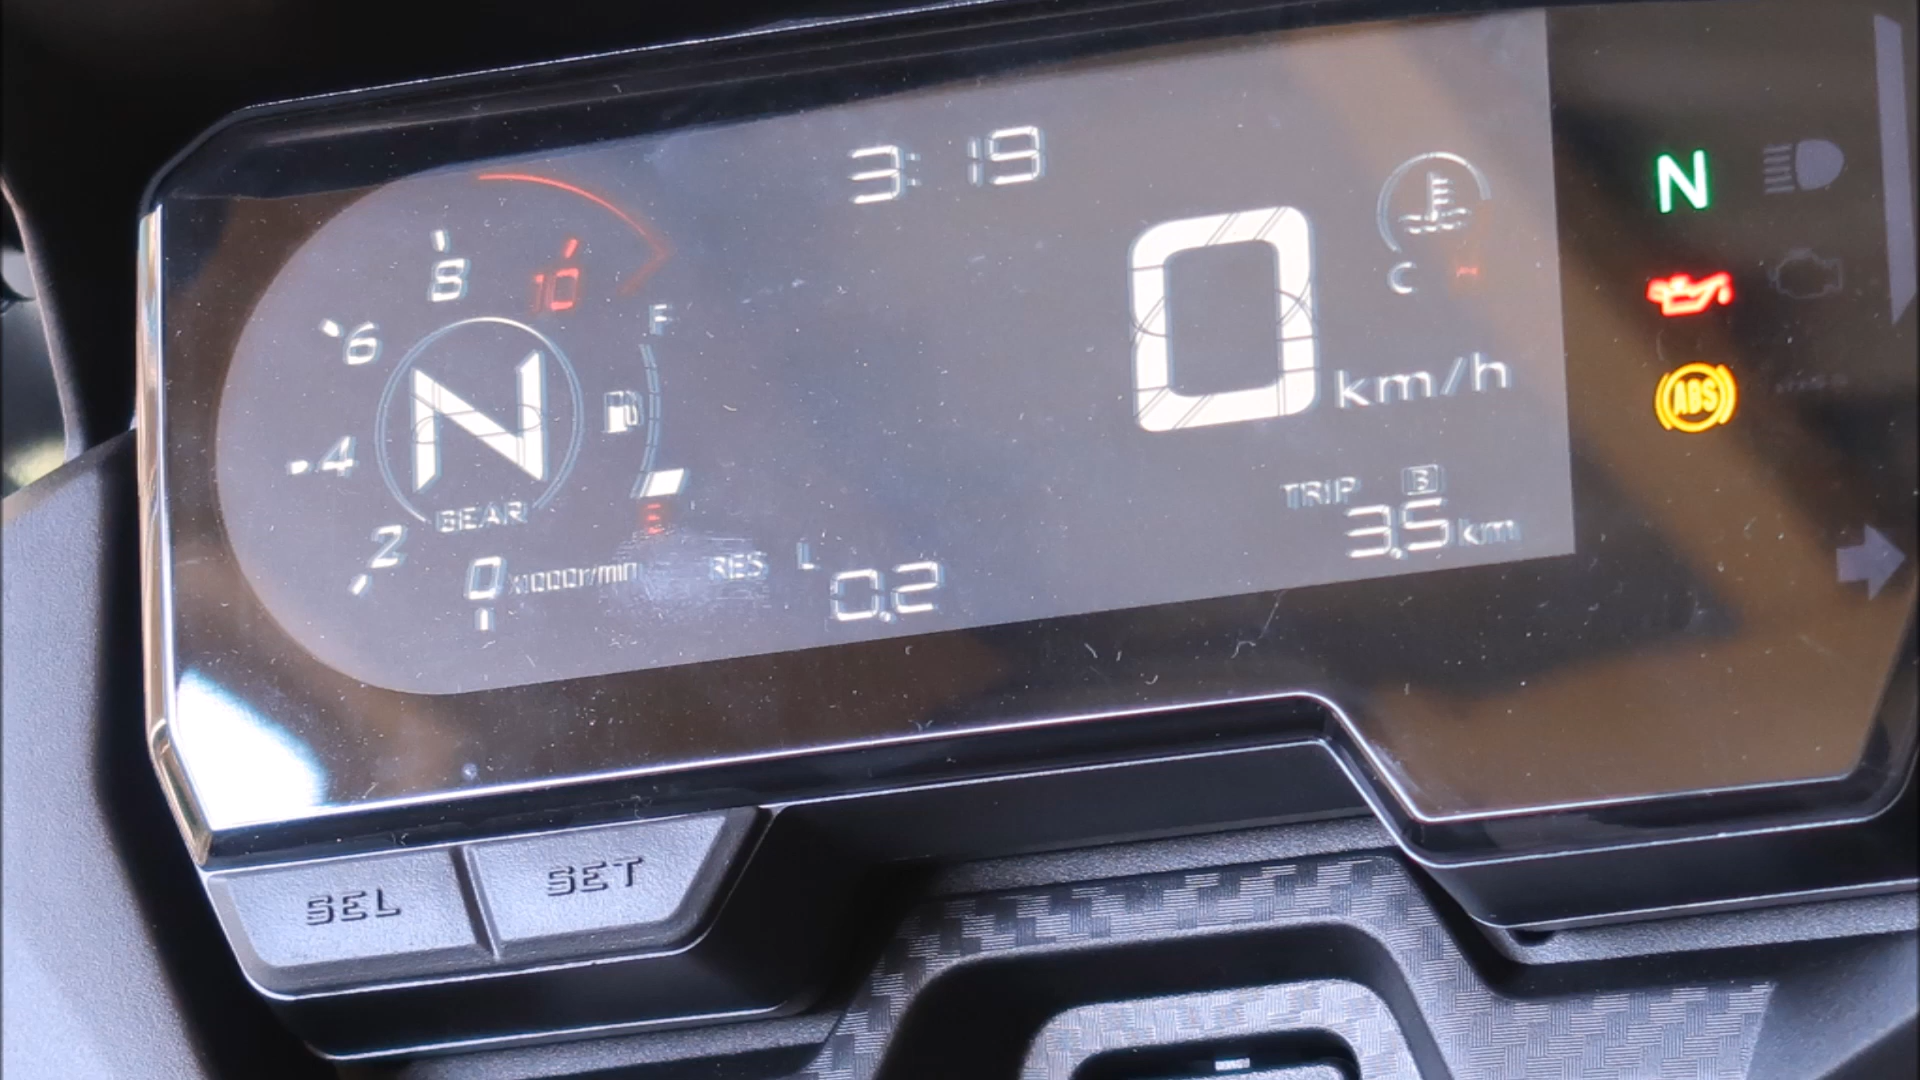 3:19
8
10
6
F
N
C
H
N
0
km/h
4
ABS
GEAR
E
TRIP B
3.5 km
2
0 x1000r/min
RES L
0.2
SEL
SET